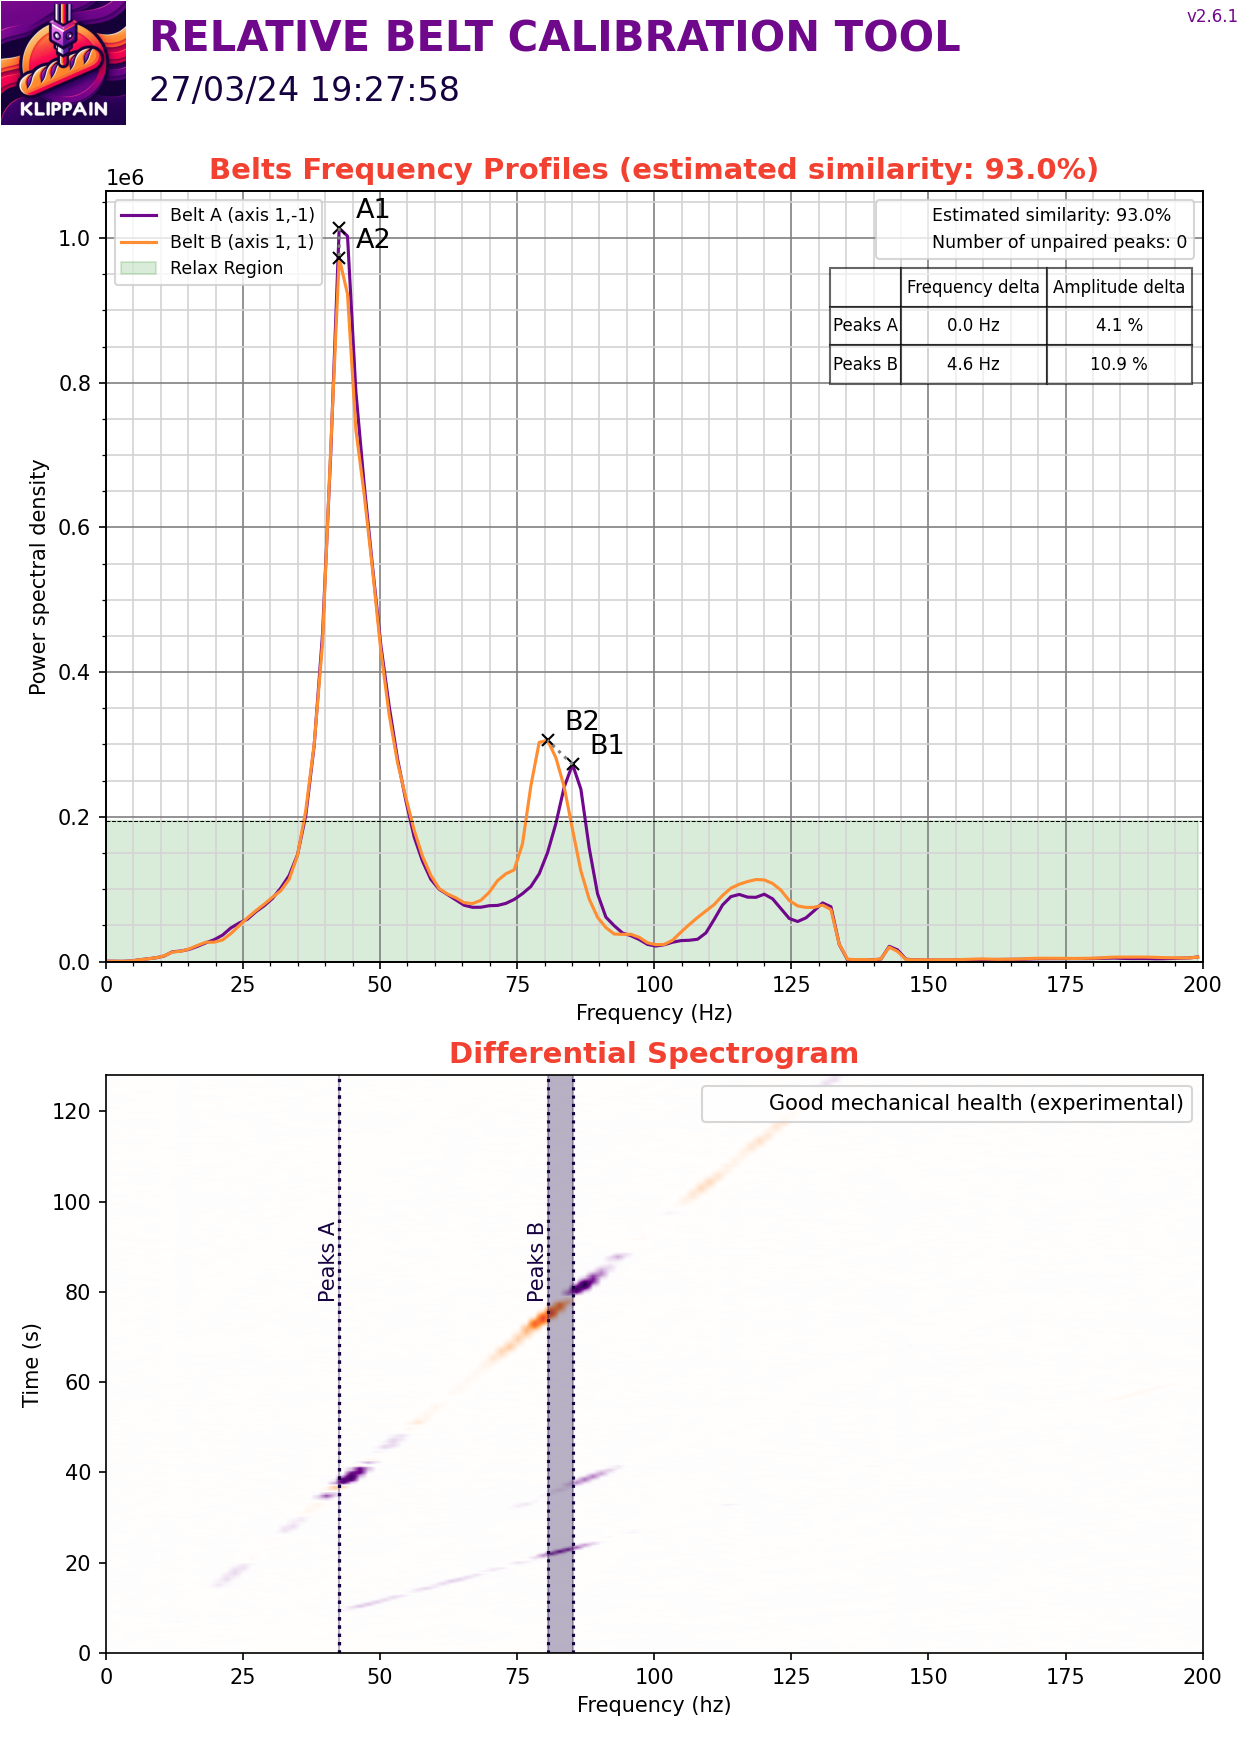 RELATIVE BELT CALIBRATION TOOL
v2.6.1
27/03/24 19:27:58
KLIPPAIN
Belts Frequency Profiles (estimated similarity: 93.0%)
1e6
Belt A (axis 1,-1)
Belt B (axis 1, 1)
Relax Region
A1
A2
Estimated similarity: 93.0%
Number of unpaired peaks: 0
Frequency delta Amplitude delta
Peaks A 0.0 Hz 4.1 %
Peaks B 4.6 Hz 10.9 %
B2
B1
Power spectral density
1.0
0.8
0.6
0.4
0.2
0.0
0 25 50 75 100 125 150 175 200
Frequency (Hz)
Differential Spectrogram
Good mechanical health (experimental)
Peaks A
Peaks B
Time (s)
120
100
80
60
40
20
0
0 25 50 75 100 125 150 175 200
Frequency (hz)